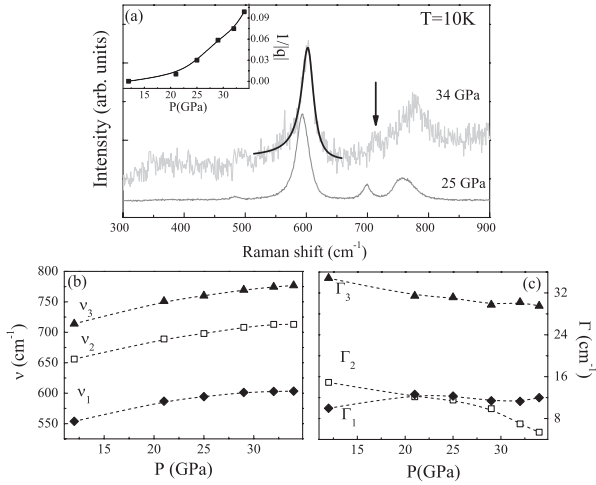 (a)
0.09
0.06
0.03
0.00
1/|q|
15 20 25 30
P(GPa)
T=10K
34 GPa
25 GPa
Intensity (arb. units)
300 400 500 600 700 800 900
Raman shift (cm⁻¹)
(b)
800
750
700
650
600
550
ν (cm⁻¹)
ν₃
ν₂
ν₁
15 20 25 30 35
P (GPa)
(c)
Γ₃
Γ₂
Γ₁
32
24
16
8
Γ (cm⁻¹)
15 20 25 30 35
P(GPa)